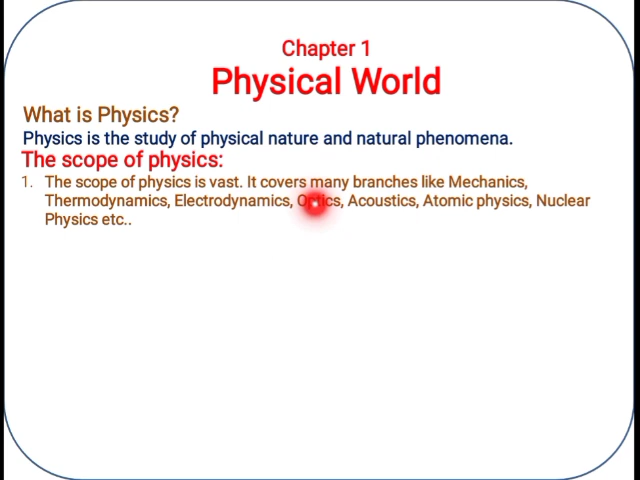 Chapter 1
Physical World
What is Physics?
Physics is the study of physical nature and natural phenomena.
The scope of physics:
1. The scope of physics is vast. It covers many branches like Mechanics,
Thermodynamics, Electrodynamics, Optics, Acoustics, Atomic physics, Nuclear
Physics etc..